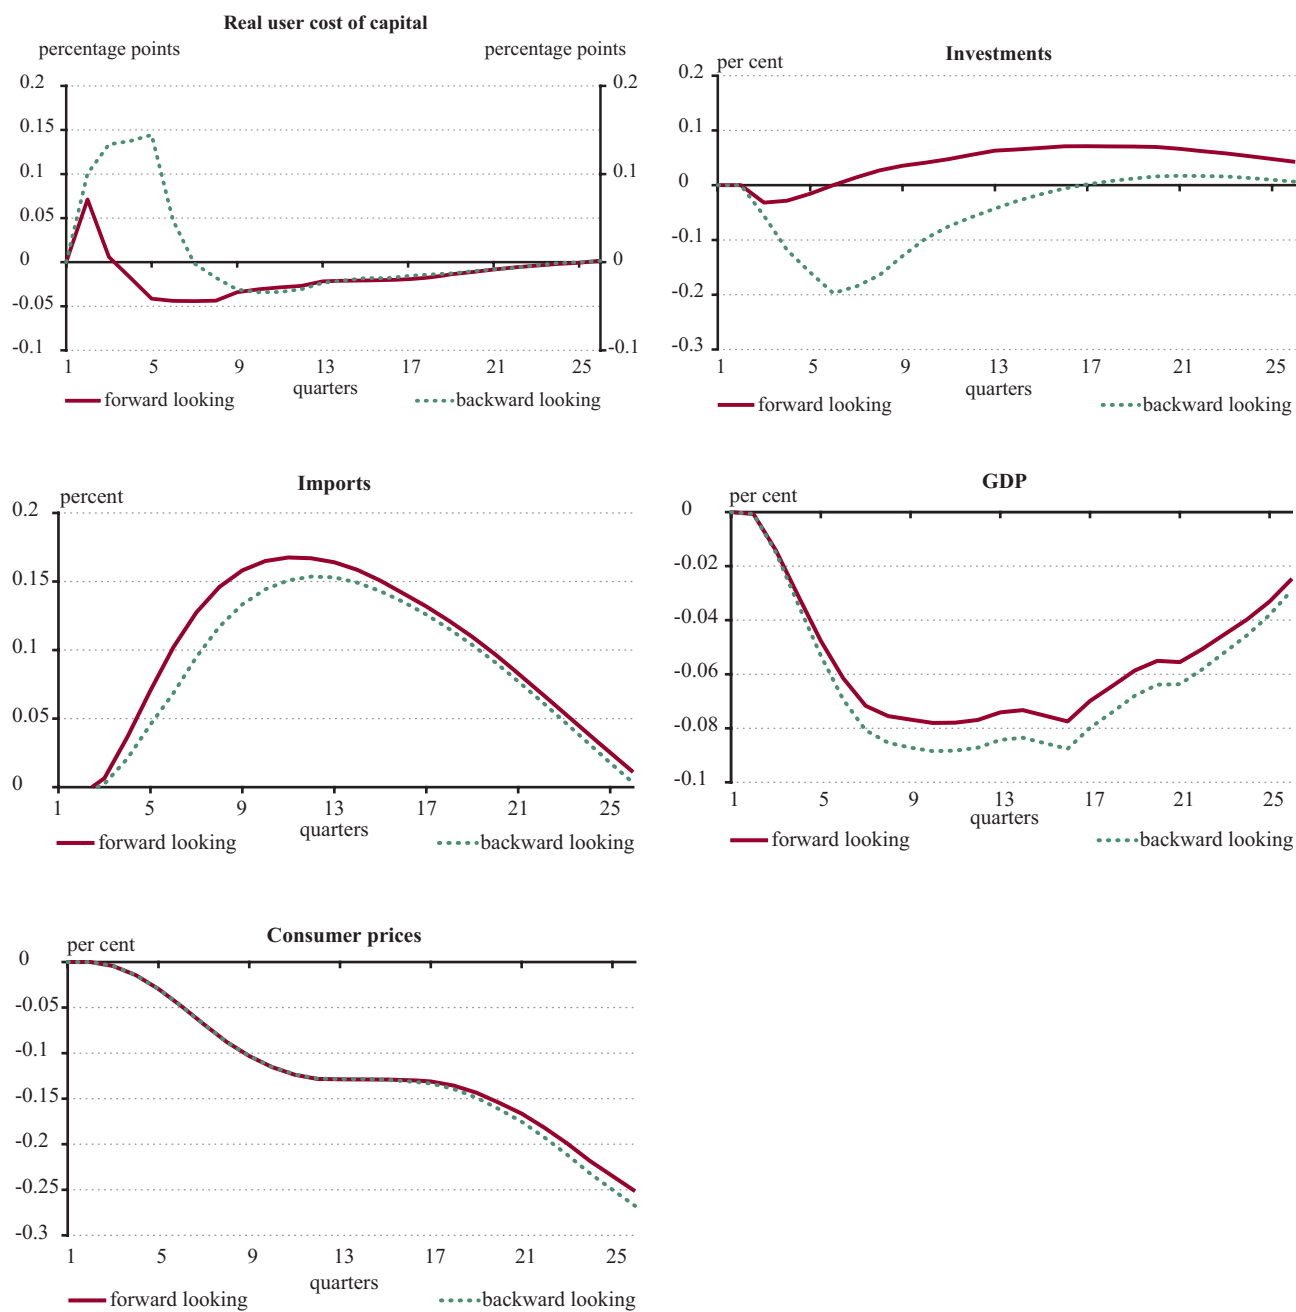 Real user cost of capital
percentage points percentage points
0.2 0.2
0.15 0.15
0.1 0.1
0.05 0.05
0 0
-0.05 -0.05
-0.1 -0.1
1 5 9 13 17 21 25
quarters
forward looking backward looking
Investments
per cent
0.2
0.1
0
-0.1
-0.2
-0.3
1 5 9 13 17 21 25
quarters
forward looking backward looking
Imports
percent
0.2
0.15
0.1
0.05
0
1 5 9 13 17 21 25
quarters
forward looking backward looking
GDP
per cent
0
-0.02
-0.04
-0.06
-0.08
-0.1
1 5 9 13 17 21 25
quarters
forward looking backward looking
Consumer prices
per cent
0
-0.05
-0.1
-0.15
-0.2
-0.25
-0.3
1 5 9 13 17 21 25
quarters
forward looking backward looking